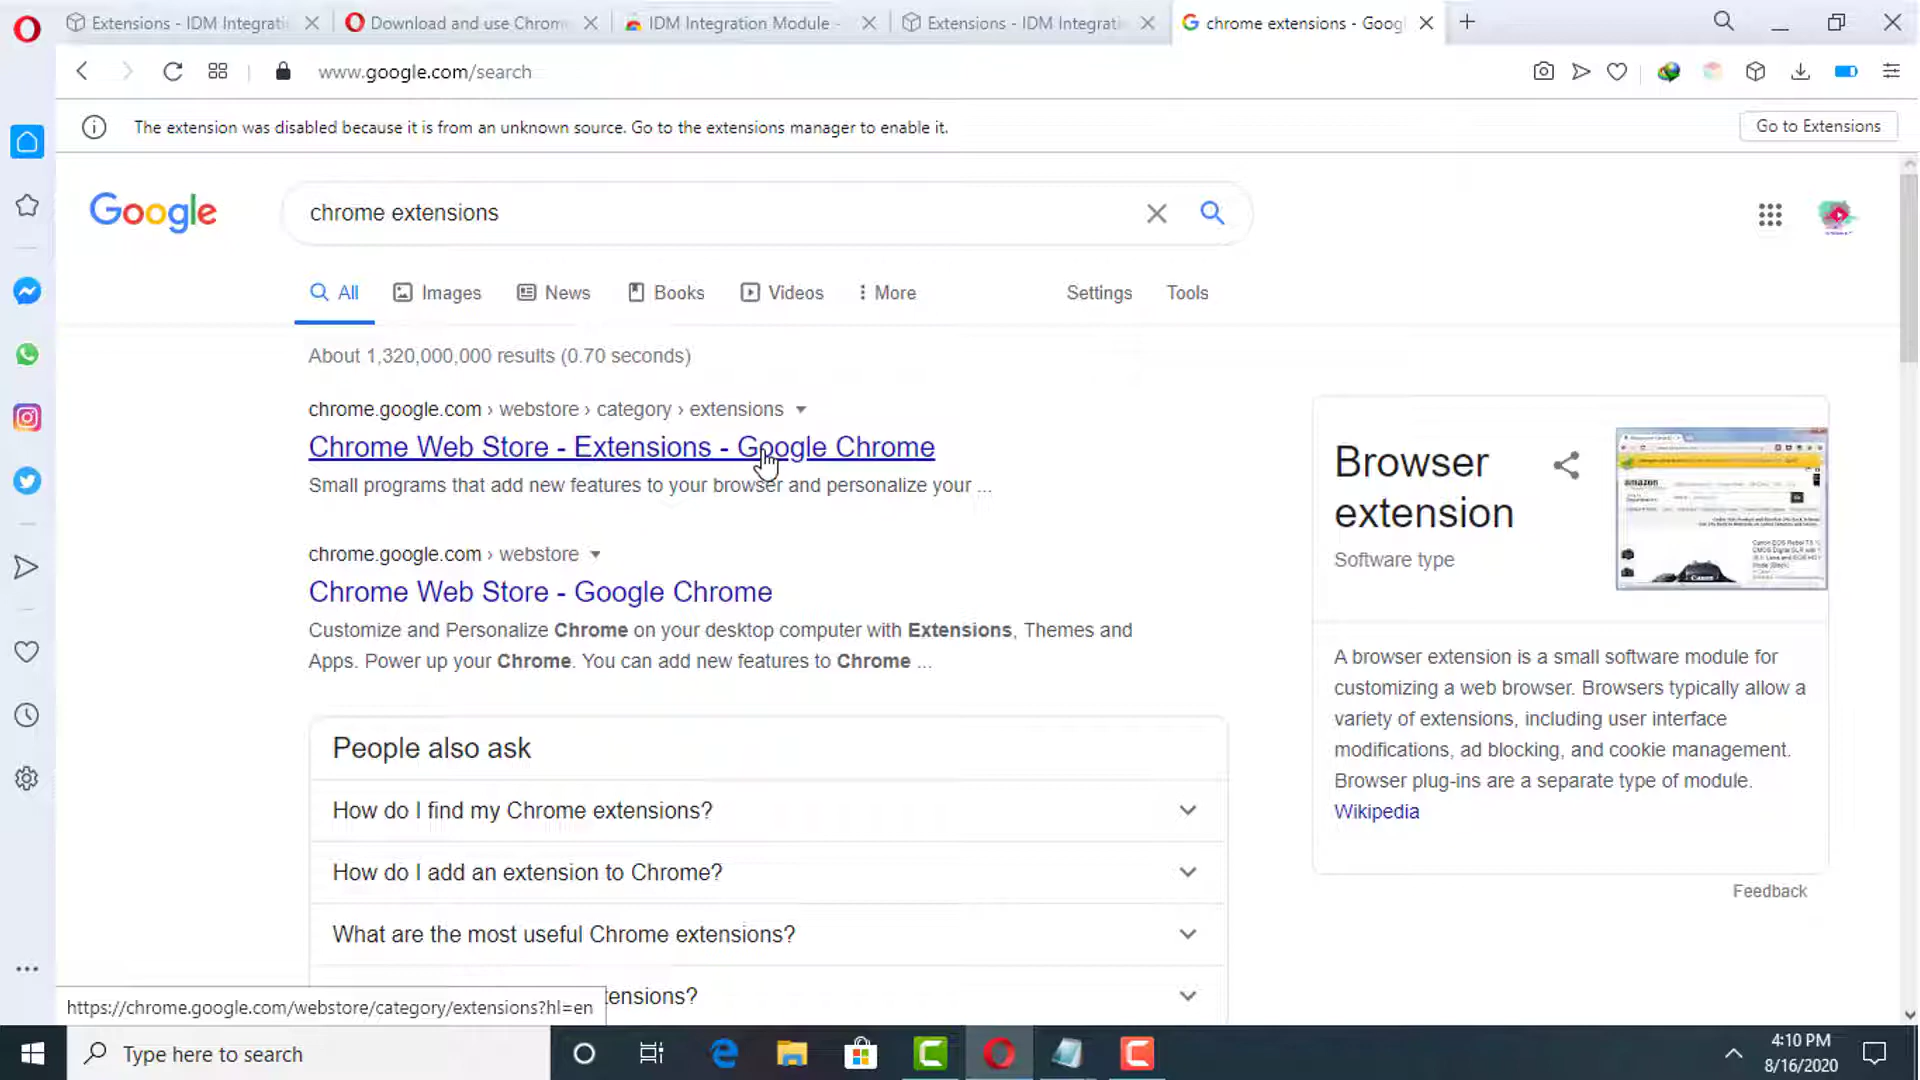 Extensions - IDM Integrati
Download and use Chrom
IDM Integration Module -
Extensions - IDM Integrati
chrome extensions - Goog
www.google.com/search
The extension was disabled because it is from an unknown source. Go to the extensions manager to enable it.
Go to Extensions
Google
chrome extensions
All
Images
News
Books
Videos
More
Settings
Tools
About 1,320,000,000 results (0.70 seconds)
chrome.google.com › webstore › category › extensions
Chrome Web Store - Extensions - Google Chrome
Small programs that add new features to your browser and personalize your ...
chrome.google.com › webstore
Chrome Web Store - Google Chrome
Customize and Personalize Chrome on your desktop computer with Extensions, Themes and
Apps. Power up your Chrome. You can add new features to Chrome ...
People also ask
How do I find my Chrome extensions?
How do I add an extension to Chrome?
What are the most useful Chrome extensions?
ensions?
Browser
extension
Software type
amazon
A browser extension is a small software module for
customizing a web browser. Browsers typically allow a
variety of extensions, including user interface
modifications, ad blocking, and cookie management.
Browser plug-ins are a separate type of module.
Wikipedia
Feedback
https://chrome.google.com/webstore/category/extensions?hl=en
Type here to search
4:10 PM
8/16/2020